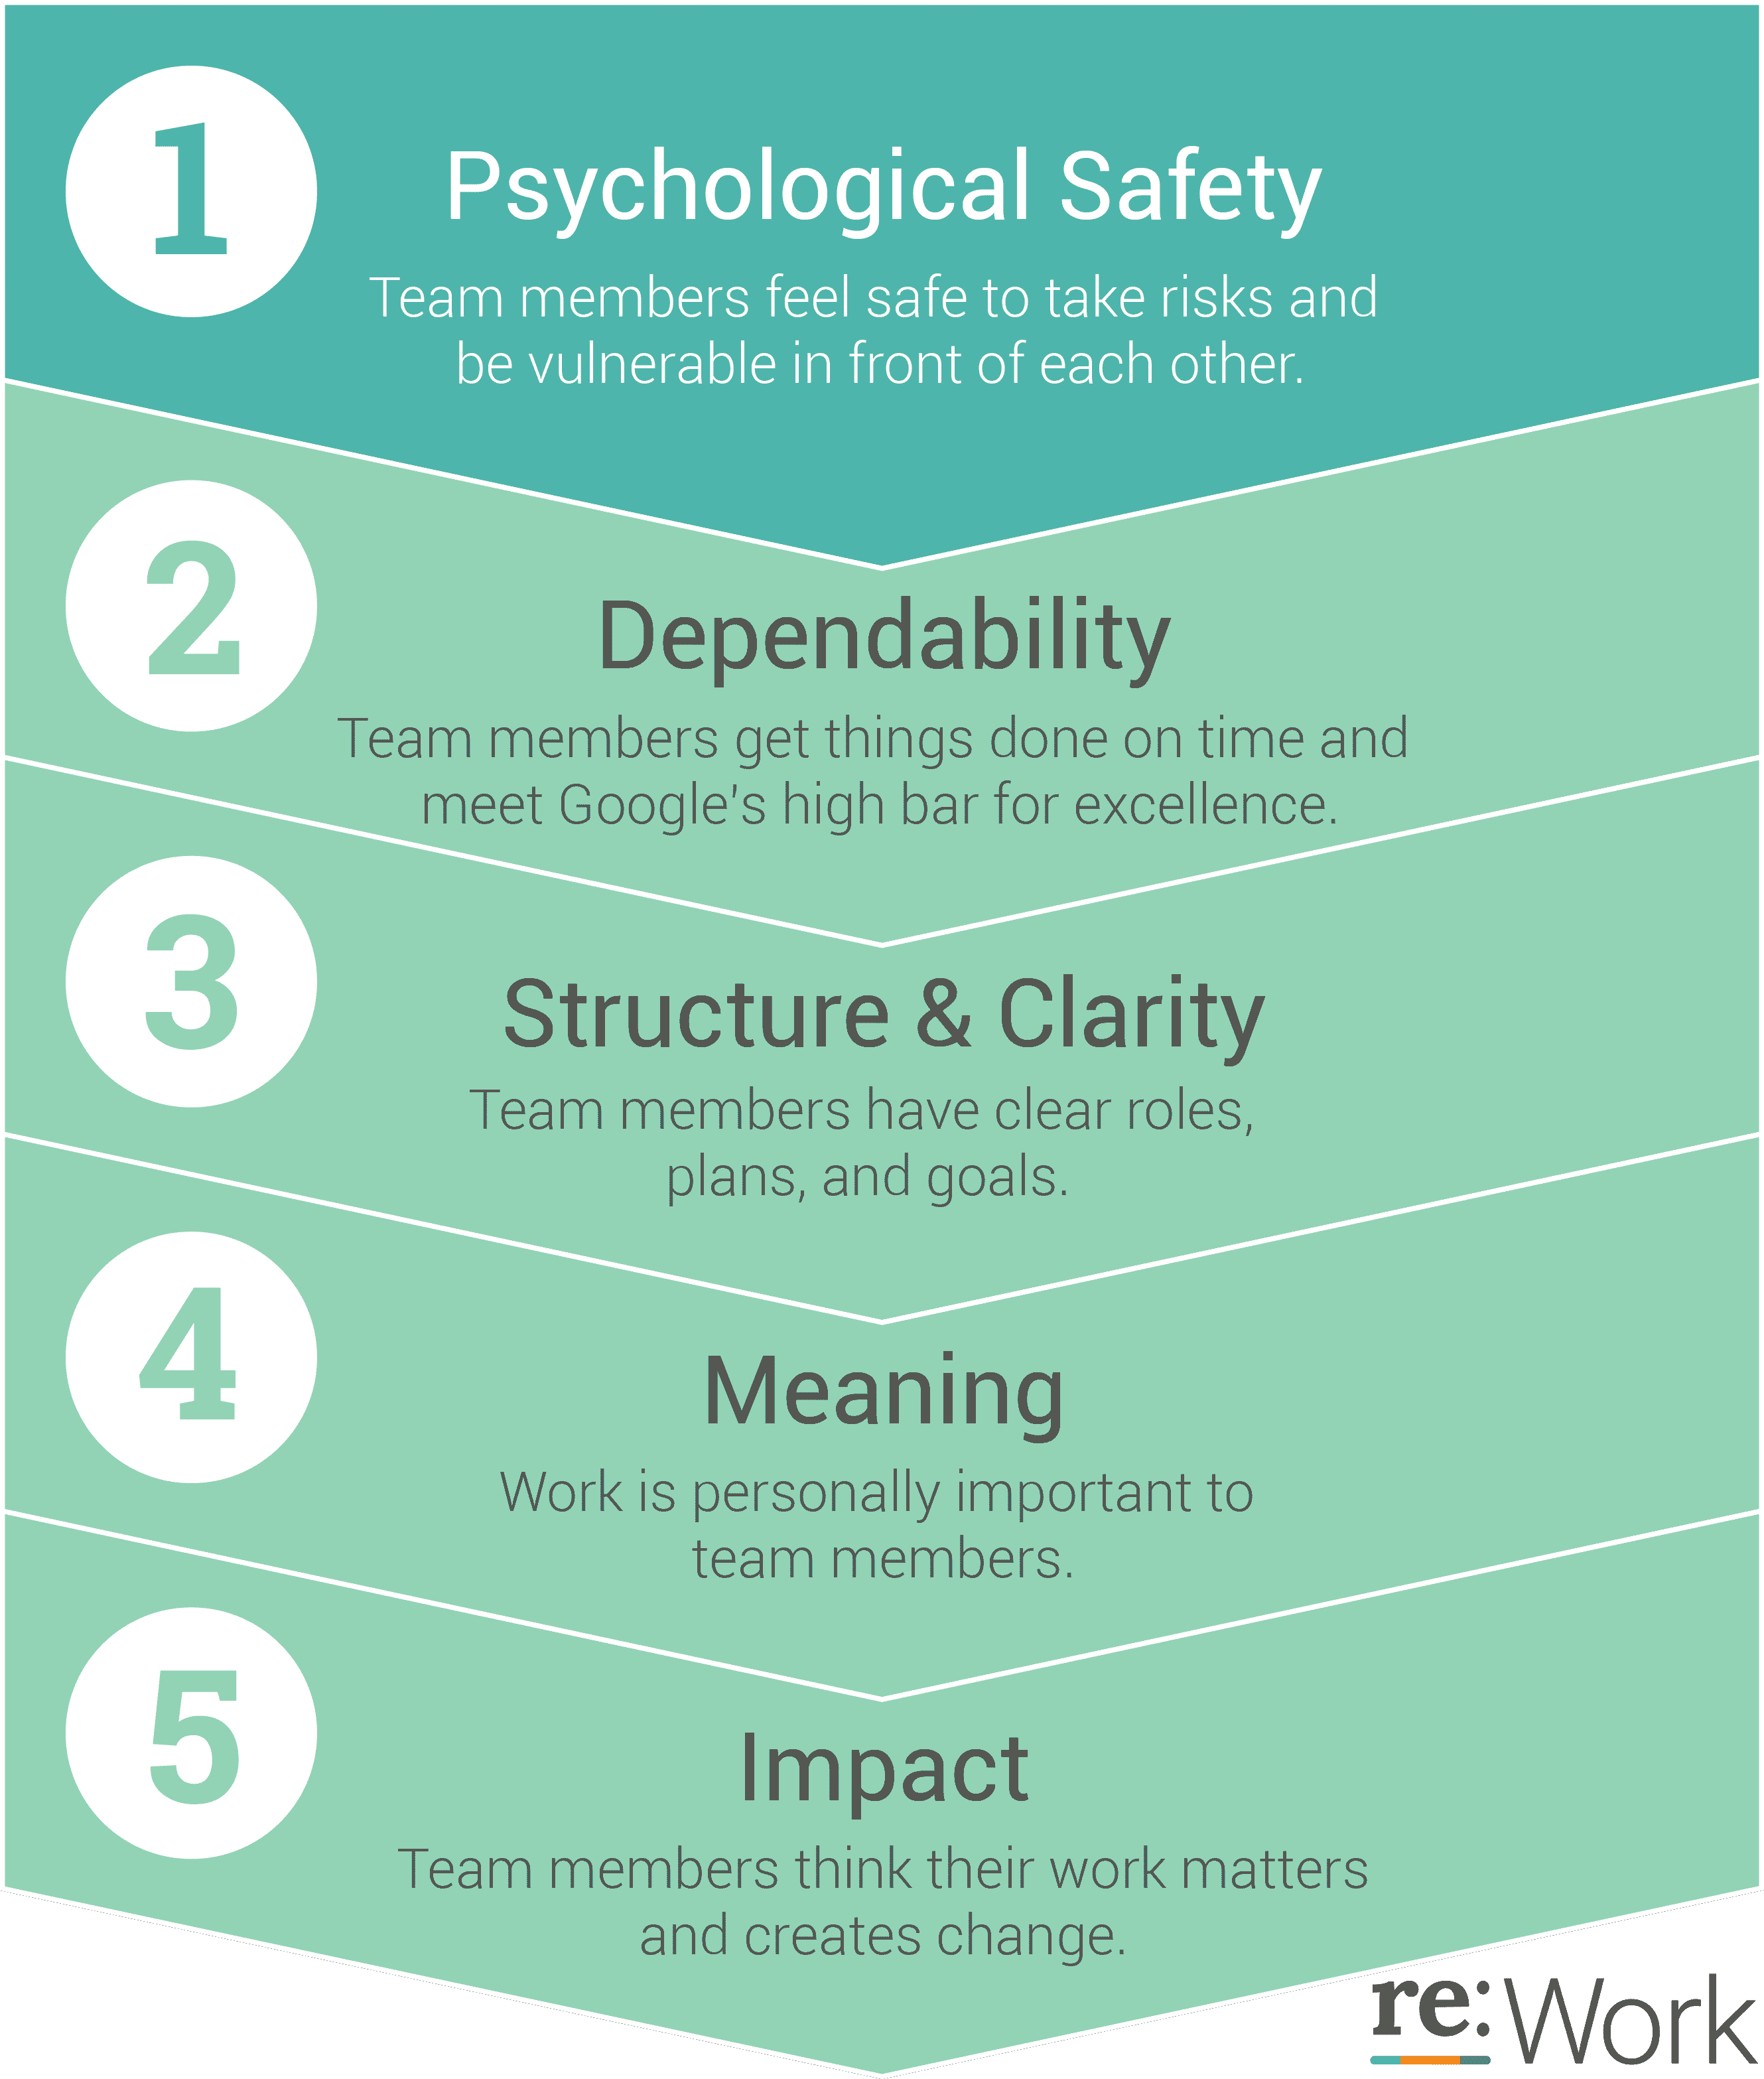 1
Psychological Safety
Team members feel safe to take risks and
be vulnerable in front of each other.
2
Dependability
Team members get things done on time and
meet Google's high bar for excellence.
3
Structure & Clarity
Team members have clear roles,
plans, and goals.
4
Meaning
Work is personally important to
team members.
5
Impact
Team members think their work matters
and creates change.
re:Work